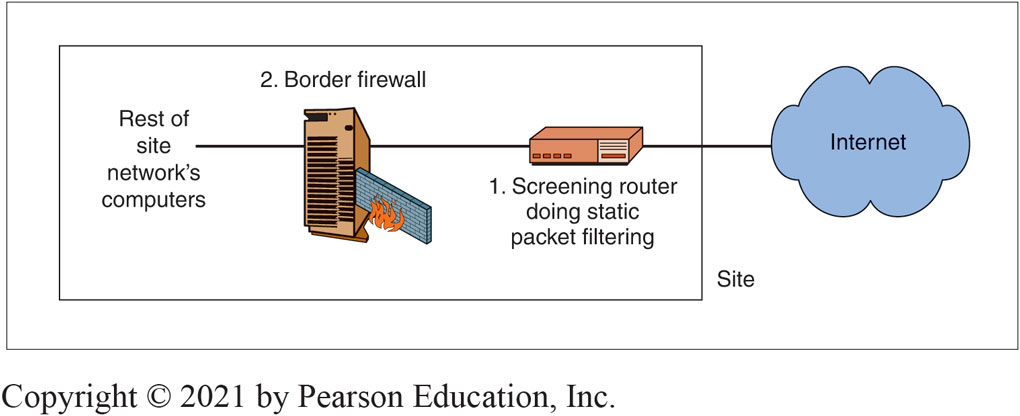 2. Border firewall
Rest of
site
network's
computers
Internet
1. Screening router
doing static
packet filtering
Site
Copyright © 2021 by Pearson Education, Inc.